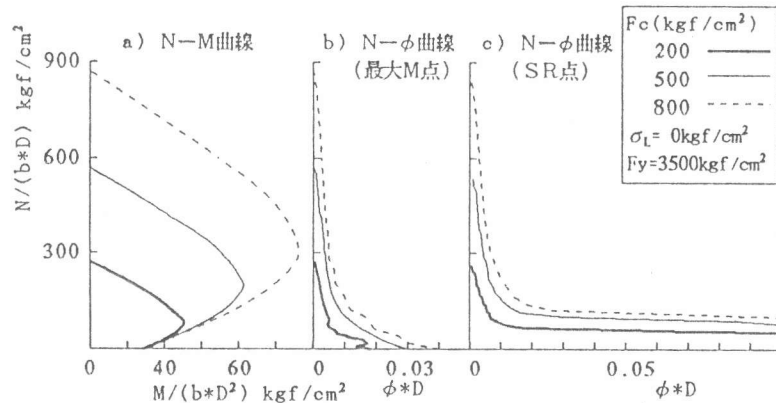 a) N−M曲線
b) N−φ曲線
(最大M点)
c) N−φ曲線
(SR点)
Fc(kgf/cm²)
200
500
800
σL= 0kgf/cm²
Fy=3500kgf/cm²
N/(b*D) kgf/cm²
900
600
300
0 40 60
M/(b*D²) kgf/cm²
0 0.03
φ*D
0 0.05
φ*D